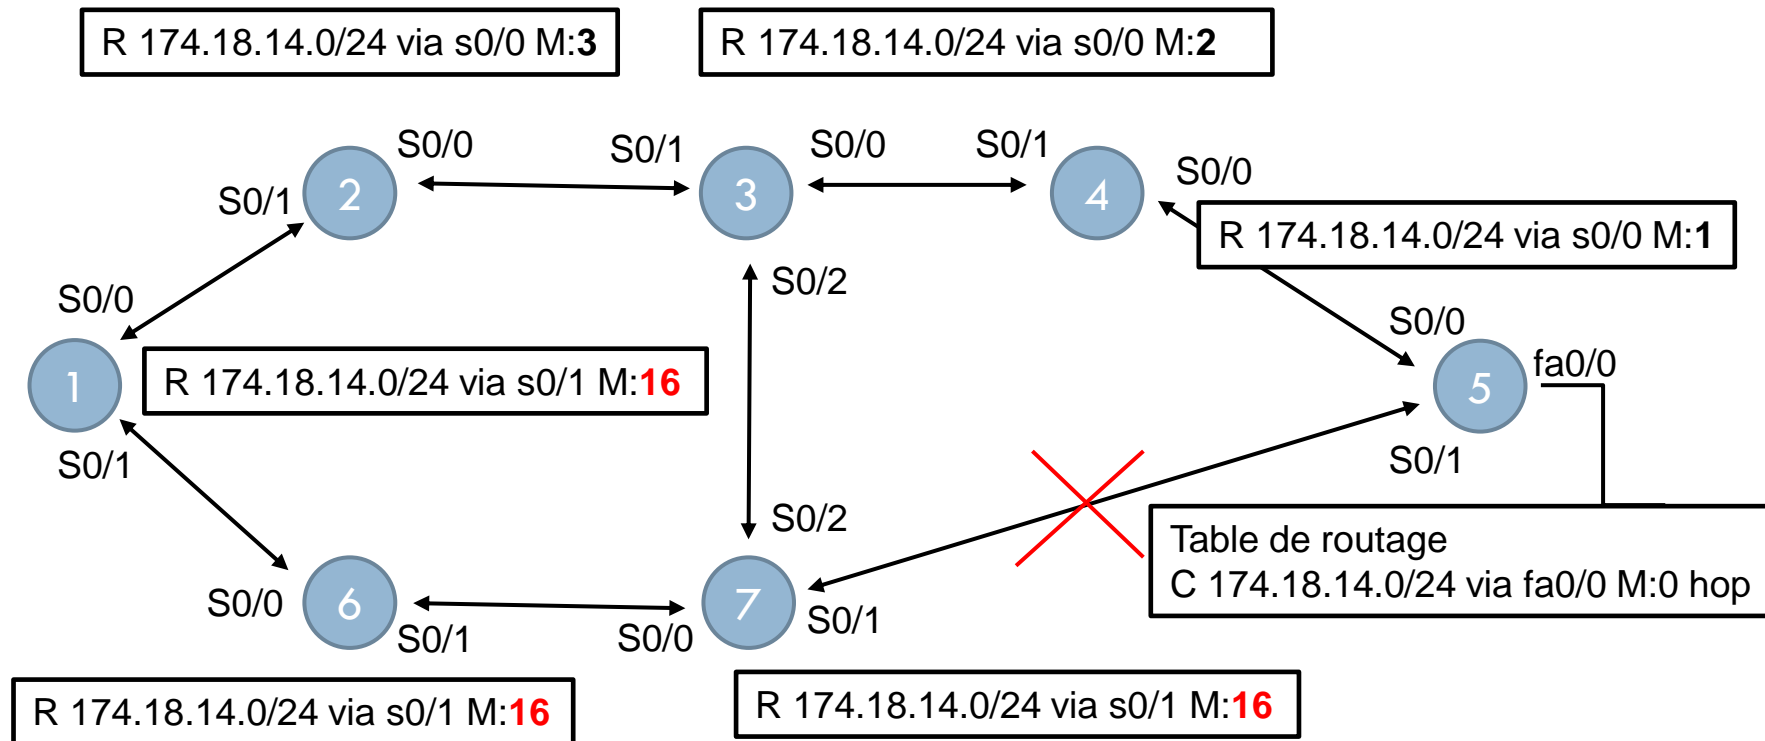 R 174.18.14.0/24 via s0/0 M:3
R 174.18.14.0/24 via s0/0 M:2
S0/0
S0/1
S0/0
S0/1
S0/0
S0/1
2
3
4
R 174.18.14.0/24 via s0/0 M:1
S0/0
S0/2
S0/0
fa0/0
1
R 174.18.14.0/24 via s0/1 M:16
5
S0/1
S0/1
S0/2
Table de routage
C 174.18.14.0/24 via fa0/0 M:0 hop
S0/0
6
S0/1
S0/0
7
S0/1
R 174.18.14.0/24 via s0/1 M:16
R 174.18.14.0/24 via s0/1 M:16